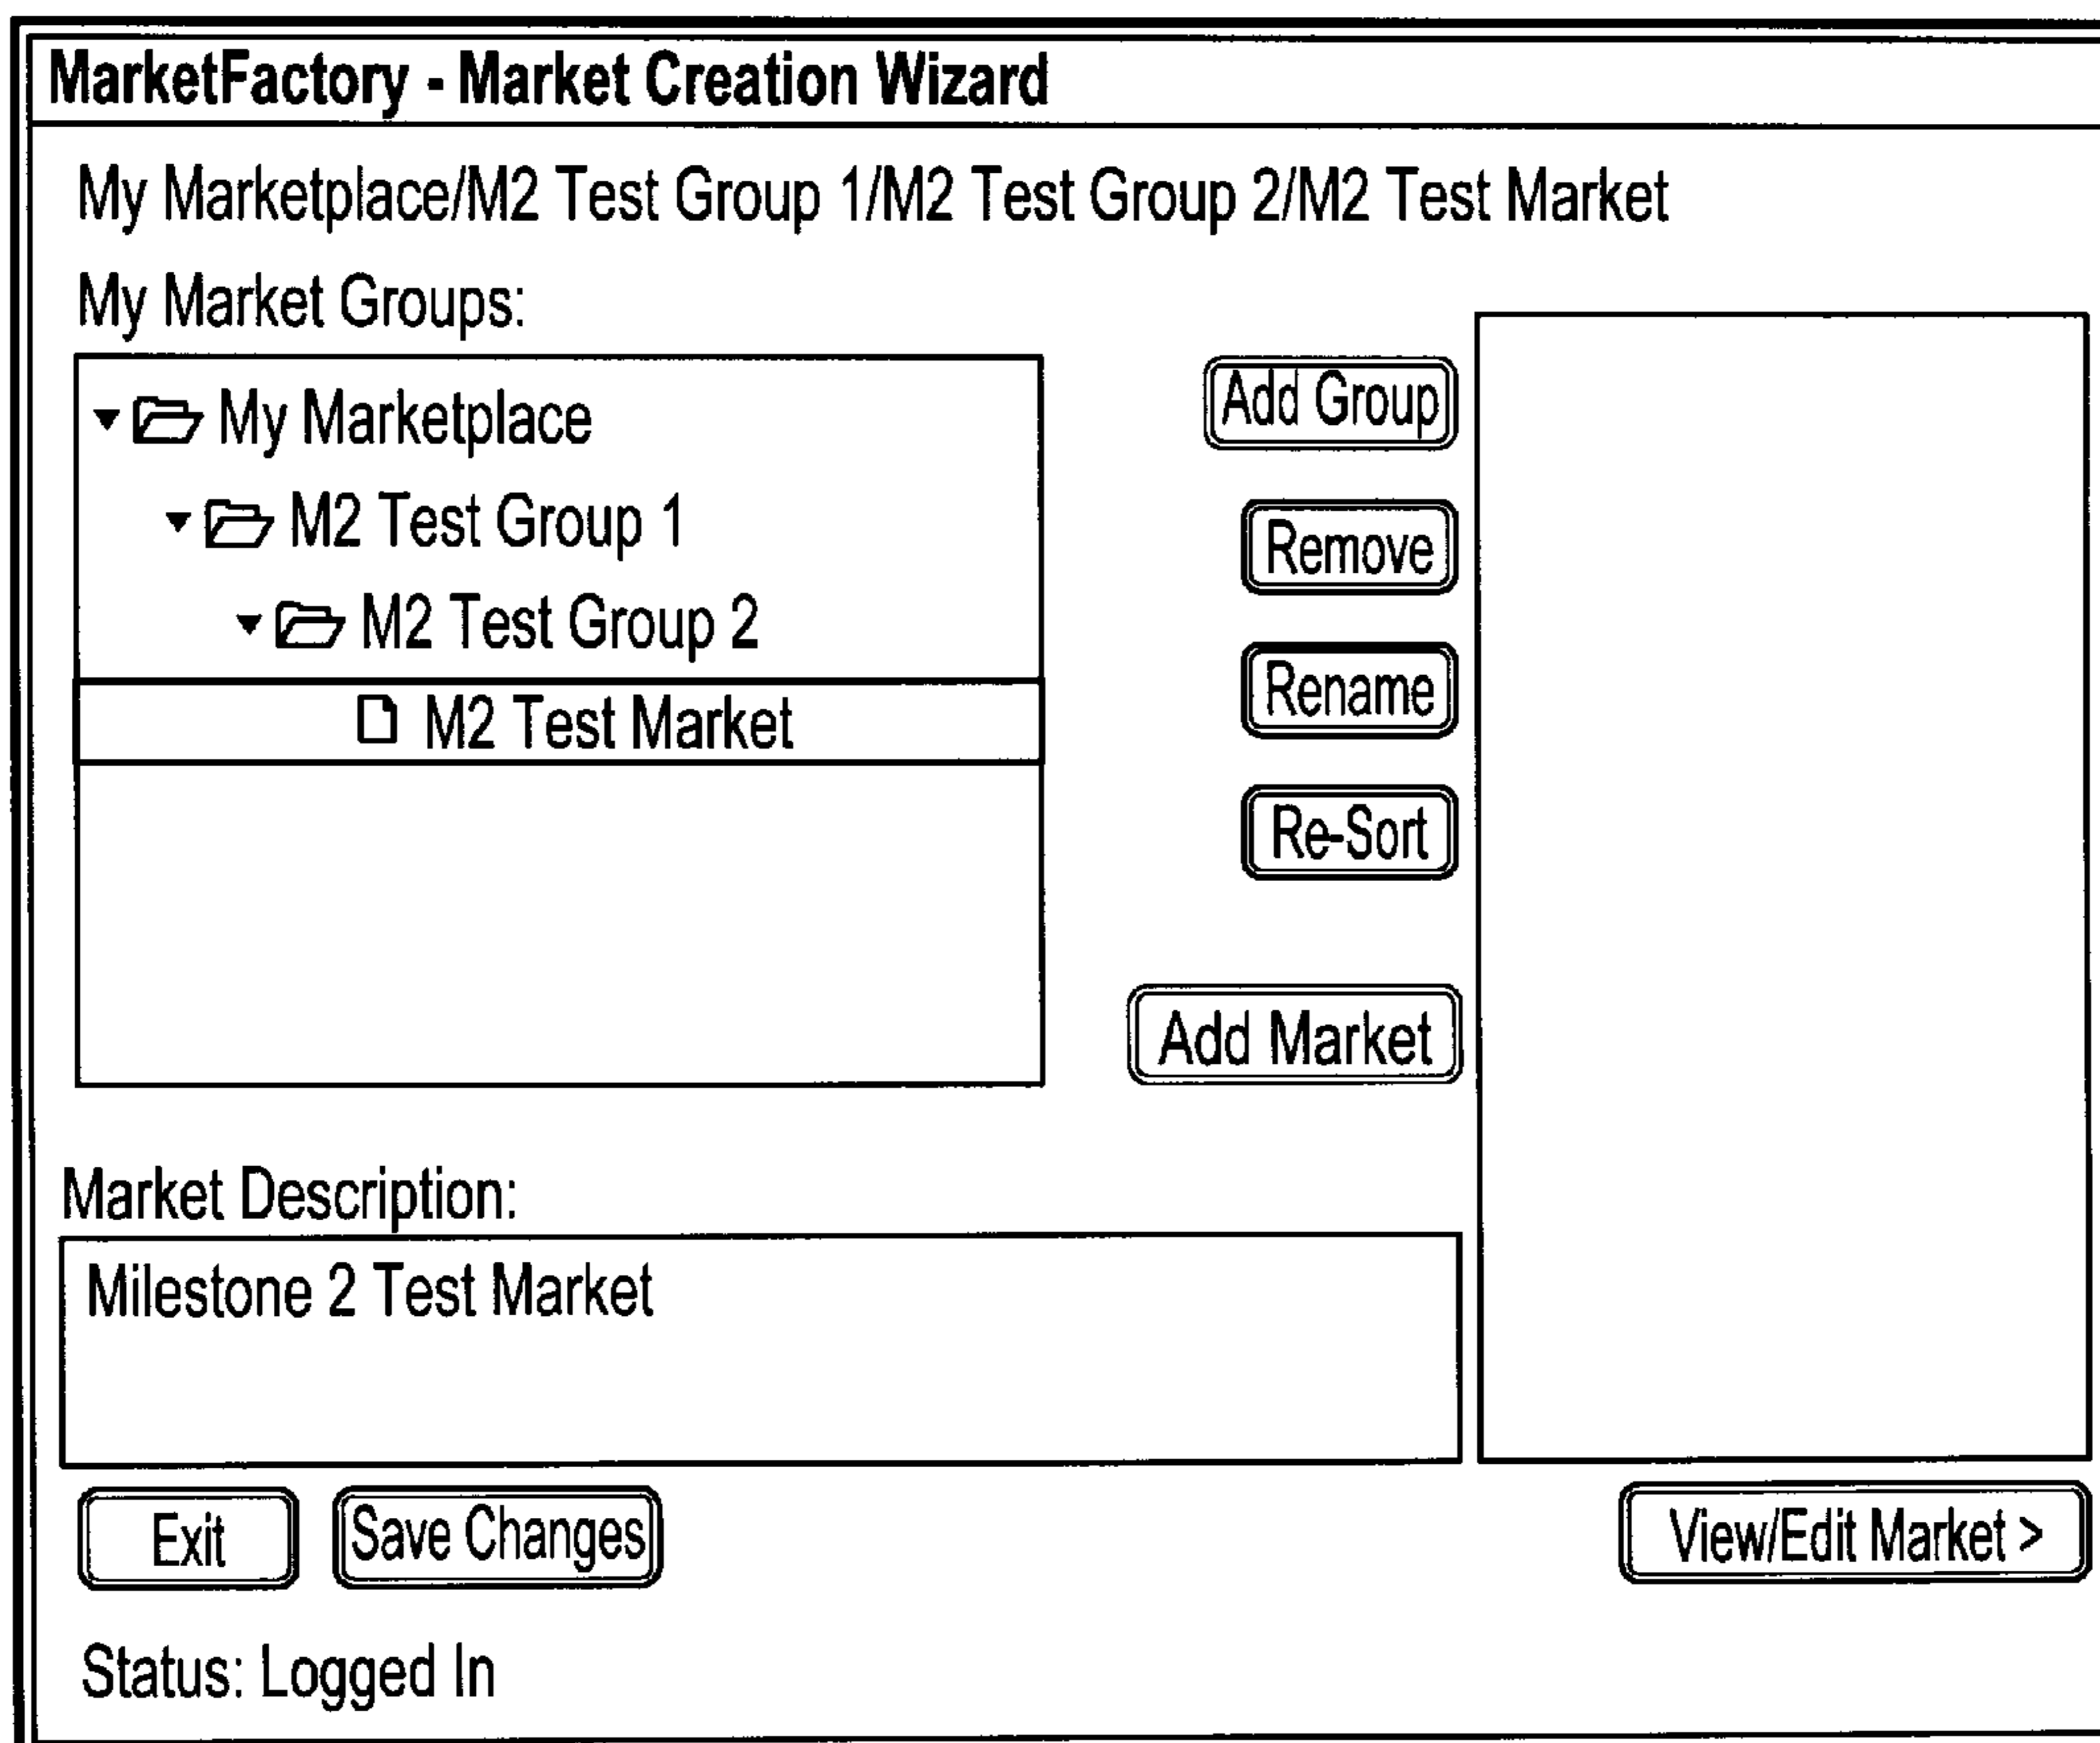 MarketFactory - Market Creation Wizard
My Marketplace/M2 Test Group 1/M2 Test Group 2/M2 Test Market
My Market Groups:
My Marketplace
M2 Test Group 1
M2 Test Group 2
M2 Test Market
Add Group
Remove
Rename
Re-Sort
Add Market
Market Description:
Milestone 2 Test Market
Exit
Save Changes
View/Edit Market >
Status: Logged In